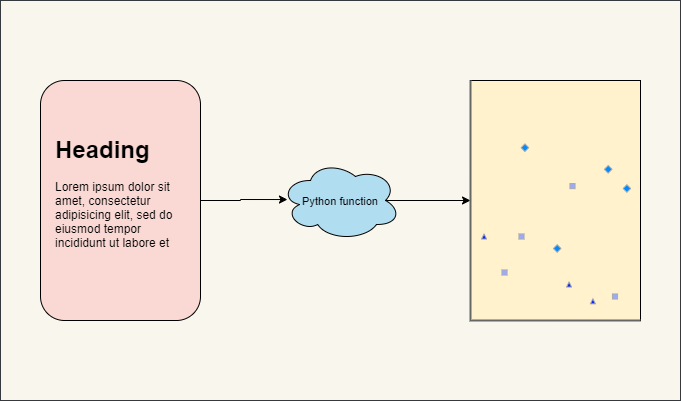 Heading
Lorem ipsum dolor sit
amet, consectetur
adipisicing elit, sed do
eiusmod tempor
incididunt ut labore et
Python function